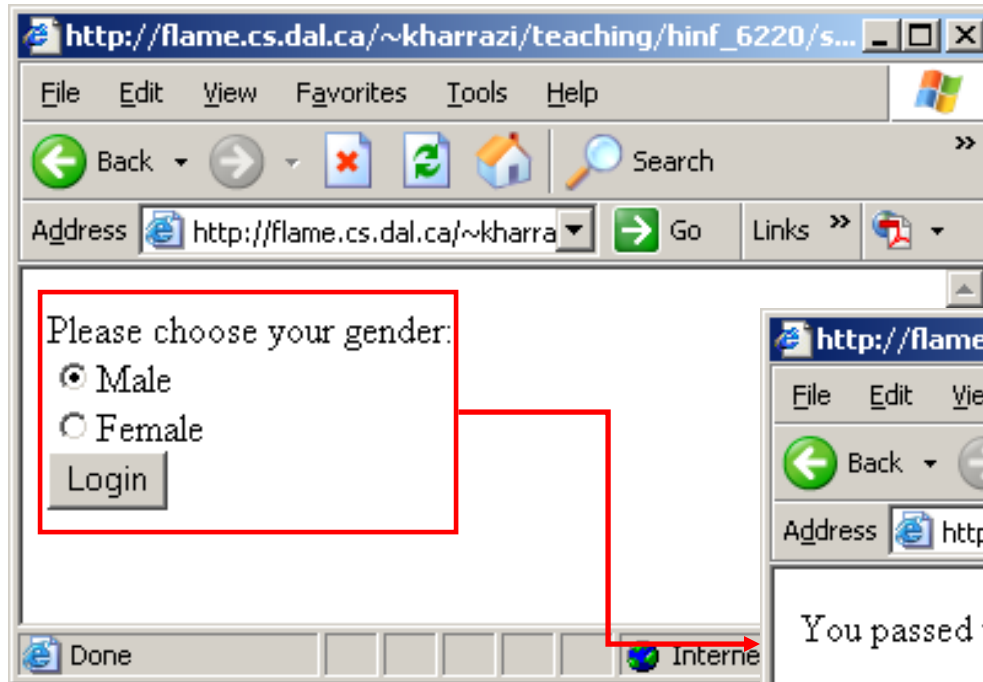 http://flame.cs.dal.ca/~kharrazi/teaching/hinf_6220/s...
File Edit View Favorites Tools Help
Back Search »
Address http://flame.cs.dal.ca/~kharra Go Links »
Please choose your gender:
Male
Female
Login
Done Interne
http://flame
File Edit Vie
Back
Address http
You passed